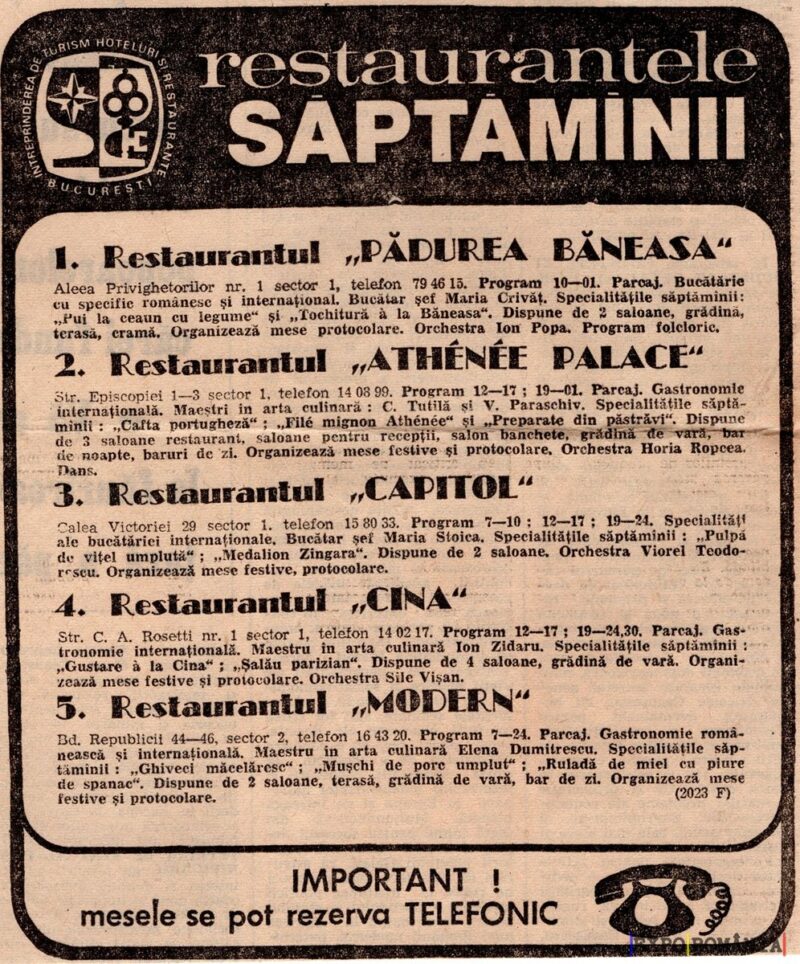 ÎNTREPRINDEREA DE TURISM HOTELURI ȘI RESTAURANTE
BUCUREȘTI
restaurantele
SĂPTĂMÎNII
1. Restaurantul „PĂDUREA BĂNEASA“
Aleea Privighetorilor nr. 1 sector 1, telefon 79 46 15. Program 10—01. Parcaj. Bucătărie
cu specific românesc și internațional. Bucătar șef Maria Crivăț. Specialitățile săptăminii:
„Pui la ceaun cu legume“ și „Tochitură à la Băneasa“. Dispune de 2 saloane, grădină,
terasă, cramă. Organizează mese protocolare. Orchestra Ion Popa. Program folcloric.
2. Restaurantul „ATHÉNÉE PALACE“
Str. Episcopiei 1—3 sector 1, telefon 14 08 99. Program 12—17 ; 19—01. Parcaj. Gastronomie
internațională. Maeștri în arta culinară : C. Tutilă și V. Paraschiv. Specialitățile săptă-
mînii : „Cafta portugheză“ ; „Filé mignon Athénée“ și „Preparate din păstrăvi“. Dispune
de 3 saloane restaurant, saloane pentru recepții, salon banchete, grădină de vară, bar
de noapte, baruri de zi. Organizează mese festive și protocolare. Orchestra Horia Ropcea.
Dans.
3. Restaurantul „CAPITOL“
Calea Victoriei 29 sector 1, telefon 15 80 33. Program 7—10 ; 12—17 ; 19—24. Specialități
ale bucătăriei internaționale. Bucătar șef Maria Stoica. Specialitățile săptăminii : „Pulpă
de vițel umplută“ ; „Medalion Zingara“. Dispune de 2 saloane. Orchestra Viorel Teodo-
rescu. Organizează mese festive, protocolare.
4. Restaurantul „CINA“
Str. C. A. Rosetti nr. 1 sector 1, telefon 14 02 17. Program 12—17 ; 19—24,30. Parcaj. Gas-
tronomie internațională. Maestru în arta culinară Ion Zidaru. Specialitățile săptăminii :
„Gustare à la Cina“ ; „Șalău parizian“. Dispune de 4 saloane, grădină de vară. Organi-
zează mese festive și protocolare. Orchestra Sile Vișan.
5. Restaurantul „MODERN“
Bd. Republicii 44—46, sector 2, telefon 16 43 20. Program 7—24. Parcaj. Gastronomie romă-
nească și internațională. Maestru în arta culinară Elena Dumitrescu. Specialitățile săp-
tăminii : „Ghiveci măcelăresc“ ; „Mușchi de porc umplut“ ; „Ruladă de miel cu piure
de spanac“. Dispune de 2 saloane, terasă, grădină de vară, bar de zi. Organizează mese
festive și protocolare. (2023 F)
IMPORTANT !
mesele se pot rezerva TELEFONIC
EXPO ROMÂNIA